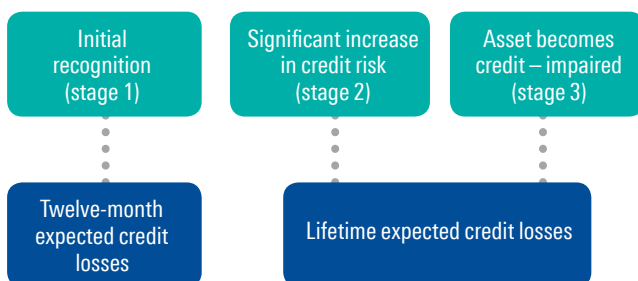 Initial
recognition
(stage 1)
Significant increase
in credit risk
(stage 2)
Asset becomes
credit – impaired
(stage 3)
Twelve-month
expected credit
losses
Lifetime expected credit losses